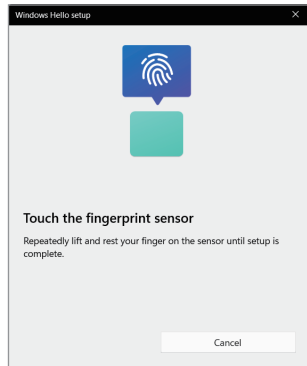 Windows Hello setup
Touch the fingerprint sensor
Repeatedly lift and rest your finger on the sensor until setup is
complete.
Cancel